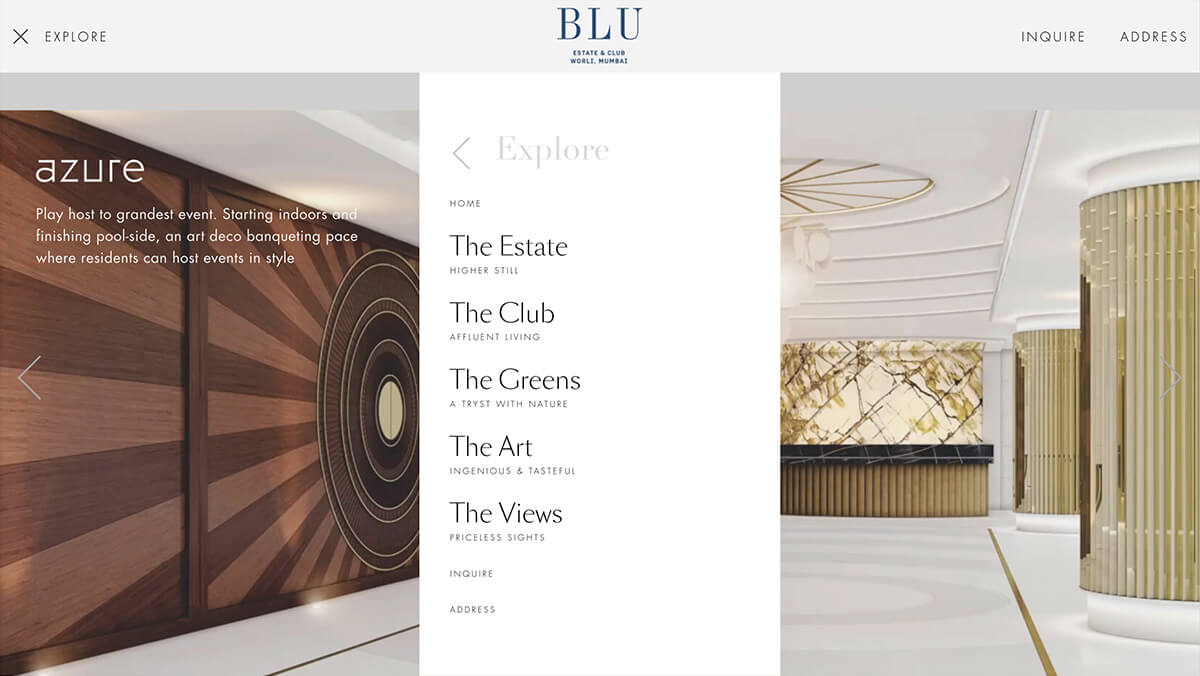 EXPLORE
BLU
ESTATE & CLUB
WORLI, MUMBAI
INQUIRE
ADDRESS
azure
Play host to grandest event. Starting indoors and
finishing pool-side, an art deco banqueting pace
where residents can host events in style
Explore
HOME
The Estate
HIGHER STILL
The Club
AFFLUENT LIVING
The Greens
A TRYST WITH NATURE
The Art
INGENIOUS & TASTEFUL
The Views
PRICELESS SIGHTS
INQUIRE
ADDRESS